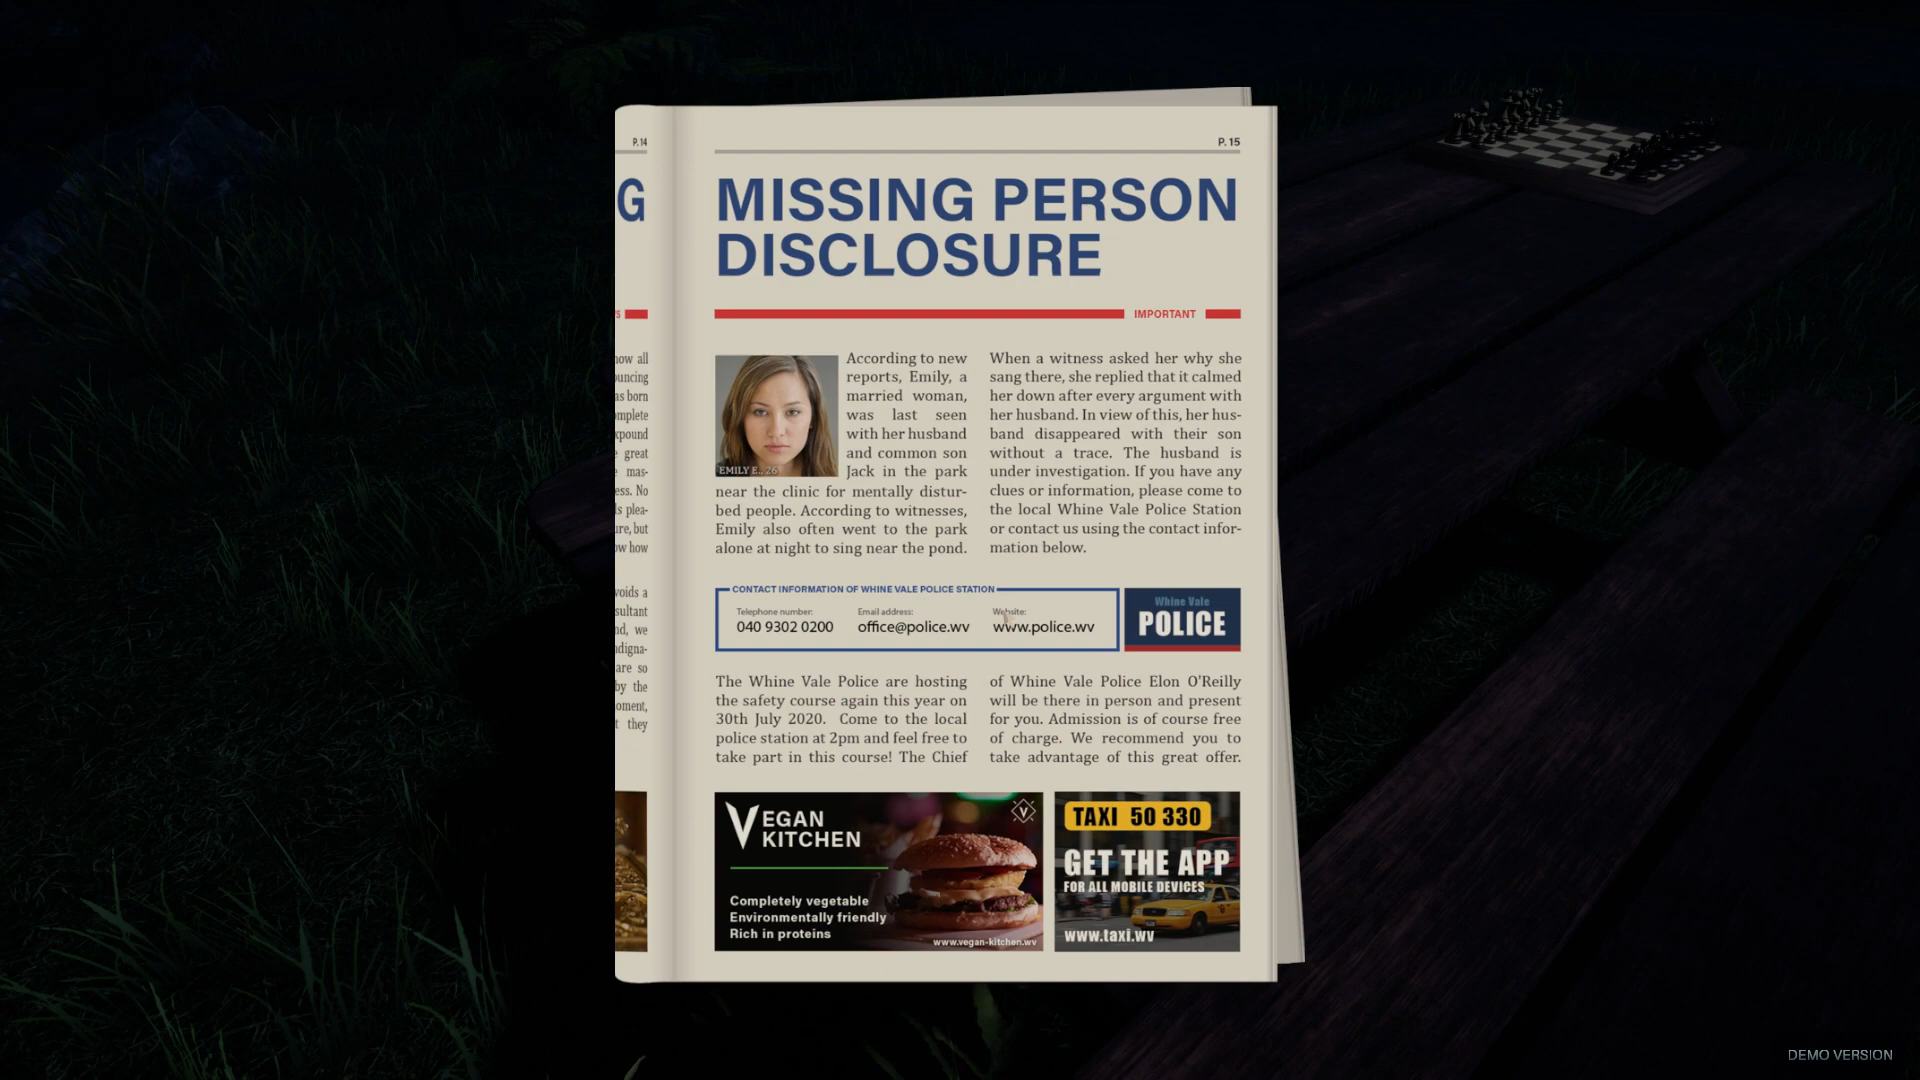 P. 14
G
now all
ouncing
as born
mplete
xpound
great
mas-
ess. No
ls plea-
ure, but
ow how
voids a
sultant
nd, we
ndigna-
are so
by the
oment,
t they
P. 15
MISSING PERSON
DISCLOSURE
IMPORTANT
EMILY E., 26
According to new
reports, Emily, a
married woman,
was last seen
with her husband
and common son
Jack in the park
near the clinic for mentally distur-
bed people. According to witnesses,
Emily also often went to the park
alone at night to sing near the pond.
When a witness asked her why she
sang there, she replied that it calmed
her down after every argument with
her husband. In view of this, her hus-
band disappeared with their son
without a trace. The husband is
under investigation. If you have any
clues or information, please come to
the local Whine Vale Police Station
or contact us using the contact infor-
mation below.
CONTACT INFORMATION OF WHINE VALE POLICE STATION
Telephone number:
040 9302 0200
Email address:
office@police.wv
Website:
www.police.wv
Whine Vale
POLICE
The Whine Vale Police are hosting
the safety course again this year on
30th July 2020. Come to the local
police station at 2pm and feel free to
take part in this course! The Chief
of Whine Vale Police Elon O'Reilly
will be there in person and present
for you. Admission is of course free
of charge. We recommend you to
take advantage of this great offer.
VEGAN
KITCHEN
V
Completely vegetable
Environmentally friendly
Rich in proteins
www.vegan-kitchen.wv
TAXI 50 330
GET THE APP
FOR ALL MOBILE DEVICES
www.taxi.wv
DEMO VERSION